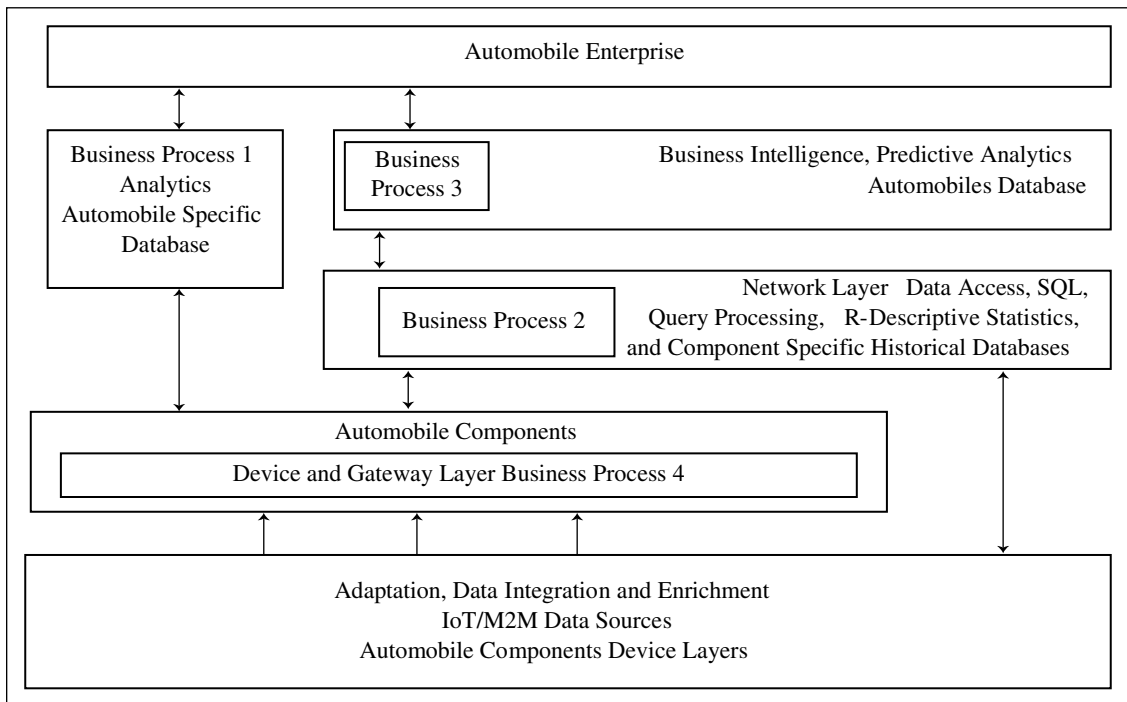 Automobile Enterprise
Business Process 1
Analytics
Automobile Specific
Database
Business
Process 3
Business Intelligence, Predictive Analytics
Automobiles Database
Business Process 2
Network Layer Data Access, SQL,
Query Processing, R-Descriptive Statistics,
and Component Specific Historical Databases
Automobile Components
Device and Gateway Layer Business Process 4
Adaptation, Data Integration and Enrichment
IoT/M2M Data Sources
Automobile Components Device Layers